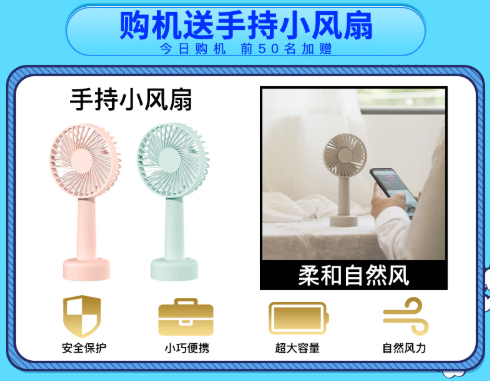 购机送手持小风扇
今日购机 前50名加赠
手持小风扇
柔和自然风
安全保护
小巧便携
超大容量
自然风力